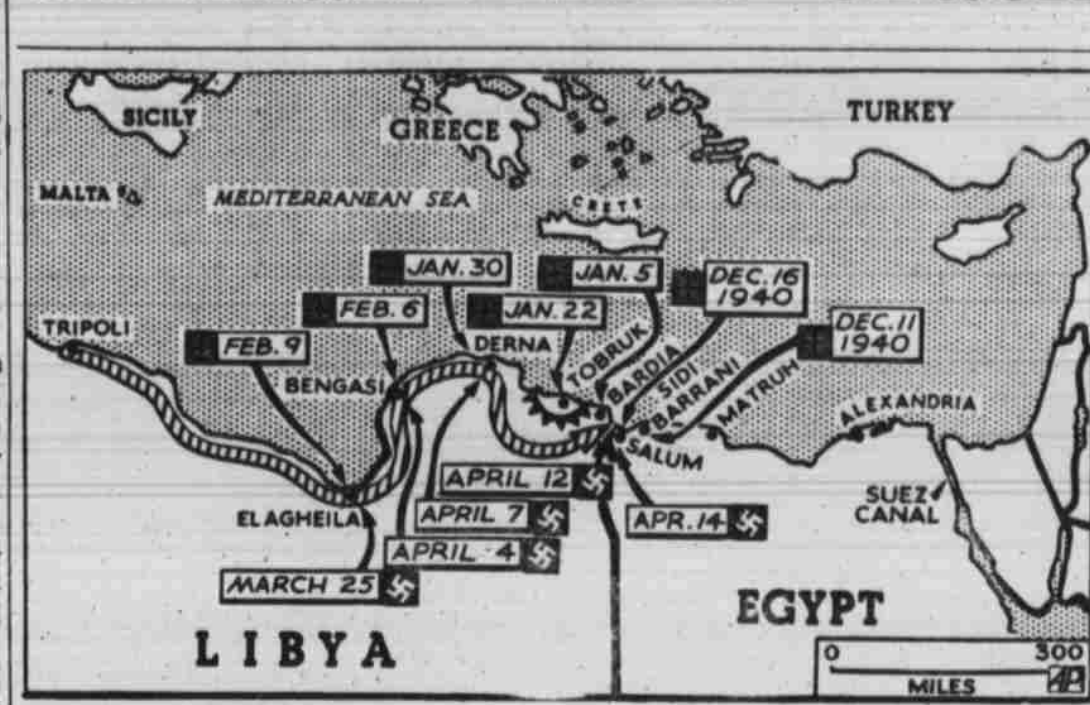 SICILY
GREECE
TURKEY
MALTA
MEDITERRANEAN SEA
CRETE
JAN. 30
JAN. 5
DEC. 16
1940
FEB. 6
JAN. 22
DEC. 11
1940
TRIPOLI
FEB. 9
DERNA
BENGASI
TOBRUK
BARDIA
SIDI
BARRANI
MATRUH
ALEXANDRIA
SALUM
APRIL 12
SUEZ
CANAL
EL AGHEILA
APRIL 7
APR. 14
APRIL 4
MARCH 25
EGYPT
LIBYA
0 300
MILES
AP